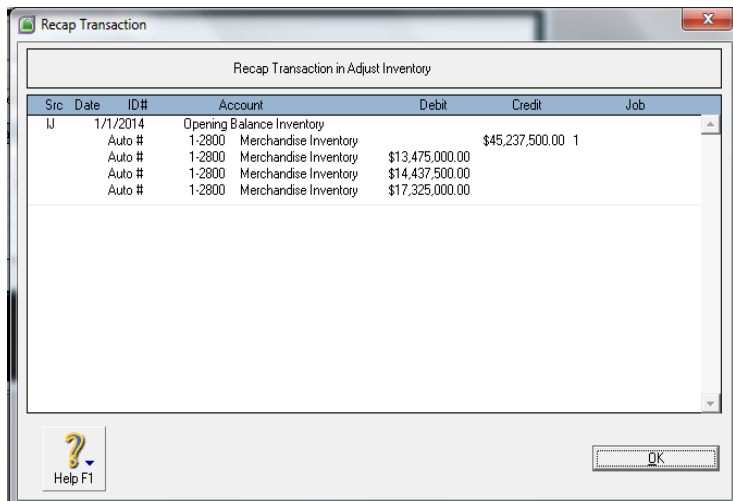 Recap Transaction
Recap Transaction in Adjust Inventory
Src Date ID# Account Debit Credit Job
IJ 1/1/2014 Opening Balance Inventory
Auto # 1-2800 Merchandise Inventory $45,237,500.00 1
Auto # 1-2800 Merchandise Inventory $13,475,000.00
Auto # 1-2800 Merchandise Inventory $14,437,500.00
Auto # 1-2800 Merchandise Inventory $17,325,000.00
Help F1
OK